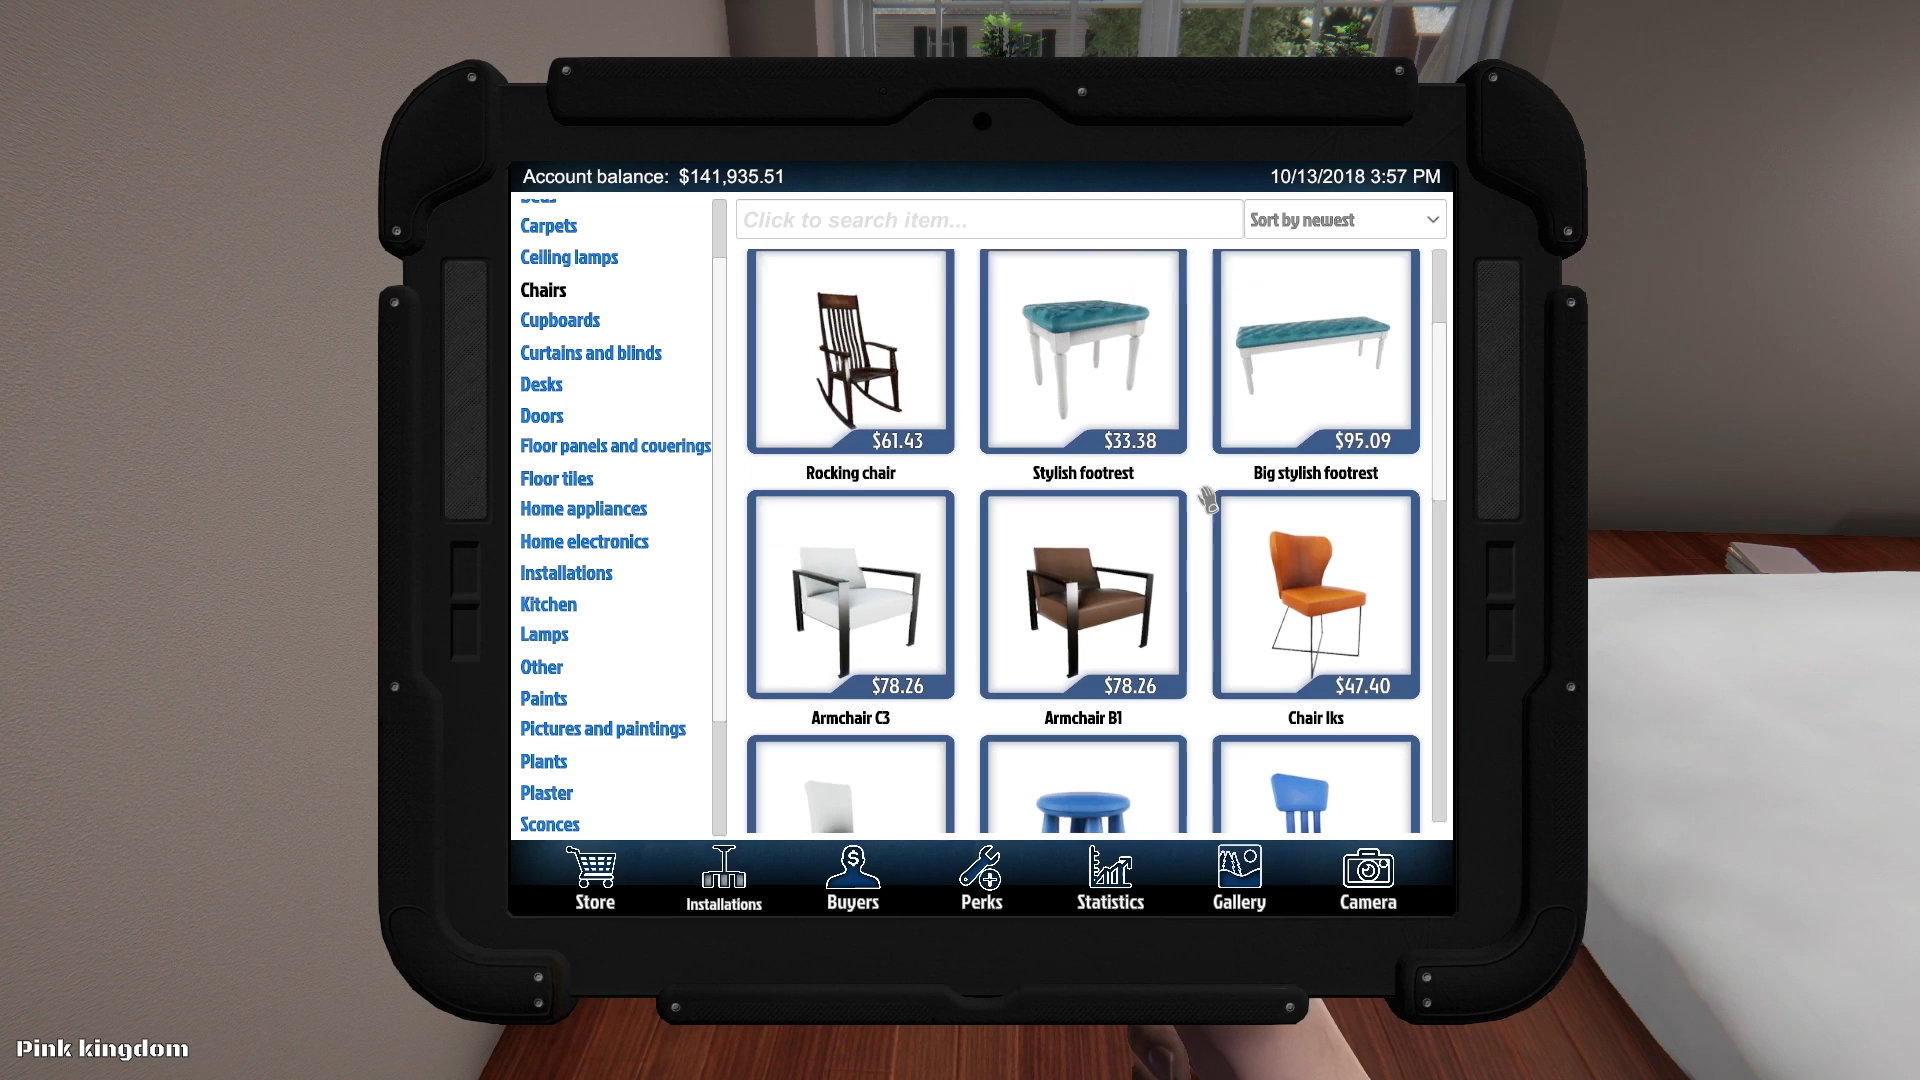 Account balance: $141,935.51
10/13/2018 3:57 PM
Beds
Carpets
Ceiling lamps
Chairs
Cupboards
Curtains and blinds
Desks
Doors
Floor panels and coverings
Floor tiles
Home appliances
Home electronics
Installations
Kitchen
Lamps
Other
Paints
Pictures and paintings
Plants
Plaster
Sconces
Click to search item...
Sort by newest
$61.43
$33.38
$95.09
Rocking chair
Stylish footrest
Big stylish footrest
$78.26
$78.26
$47.40
Armchair C3
Armchair B1
Chair Iks
Store
Installations
Buyers
Perks
Statistics
Gallery
Camera
Pink kingdom